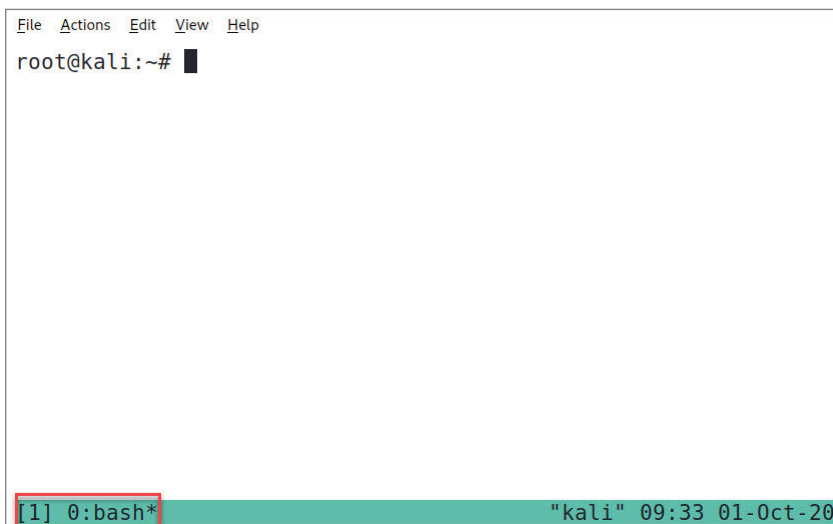 File Actions Edit View Help
root@kali:~#
[1] 0:bash* "kali" 09:33 01-Oct-20